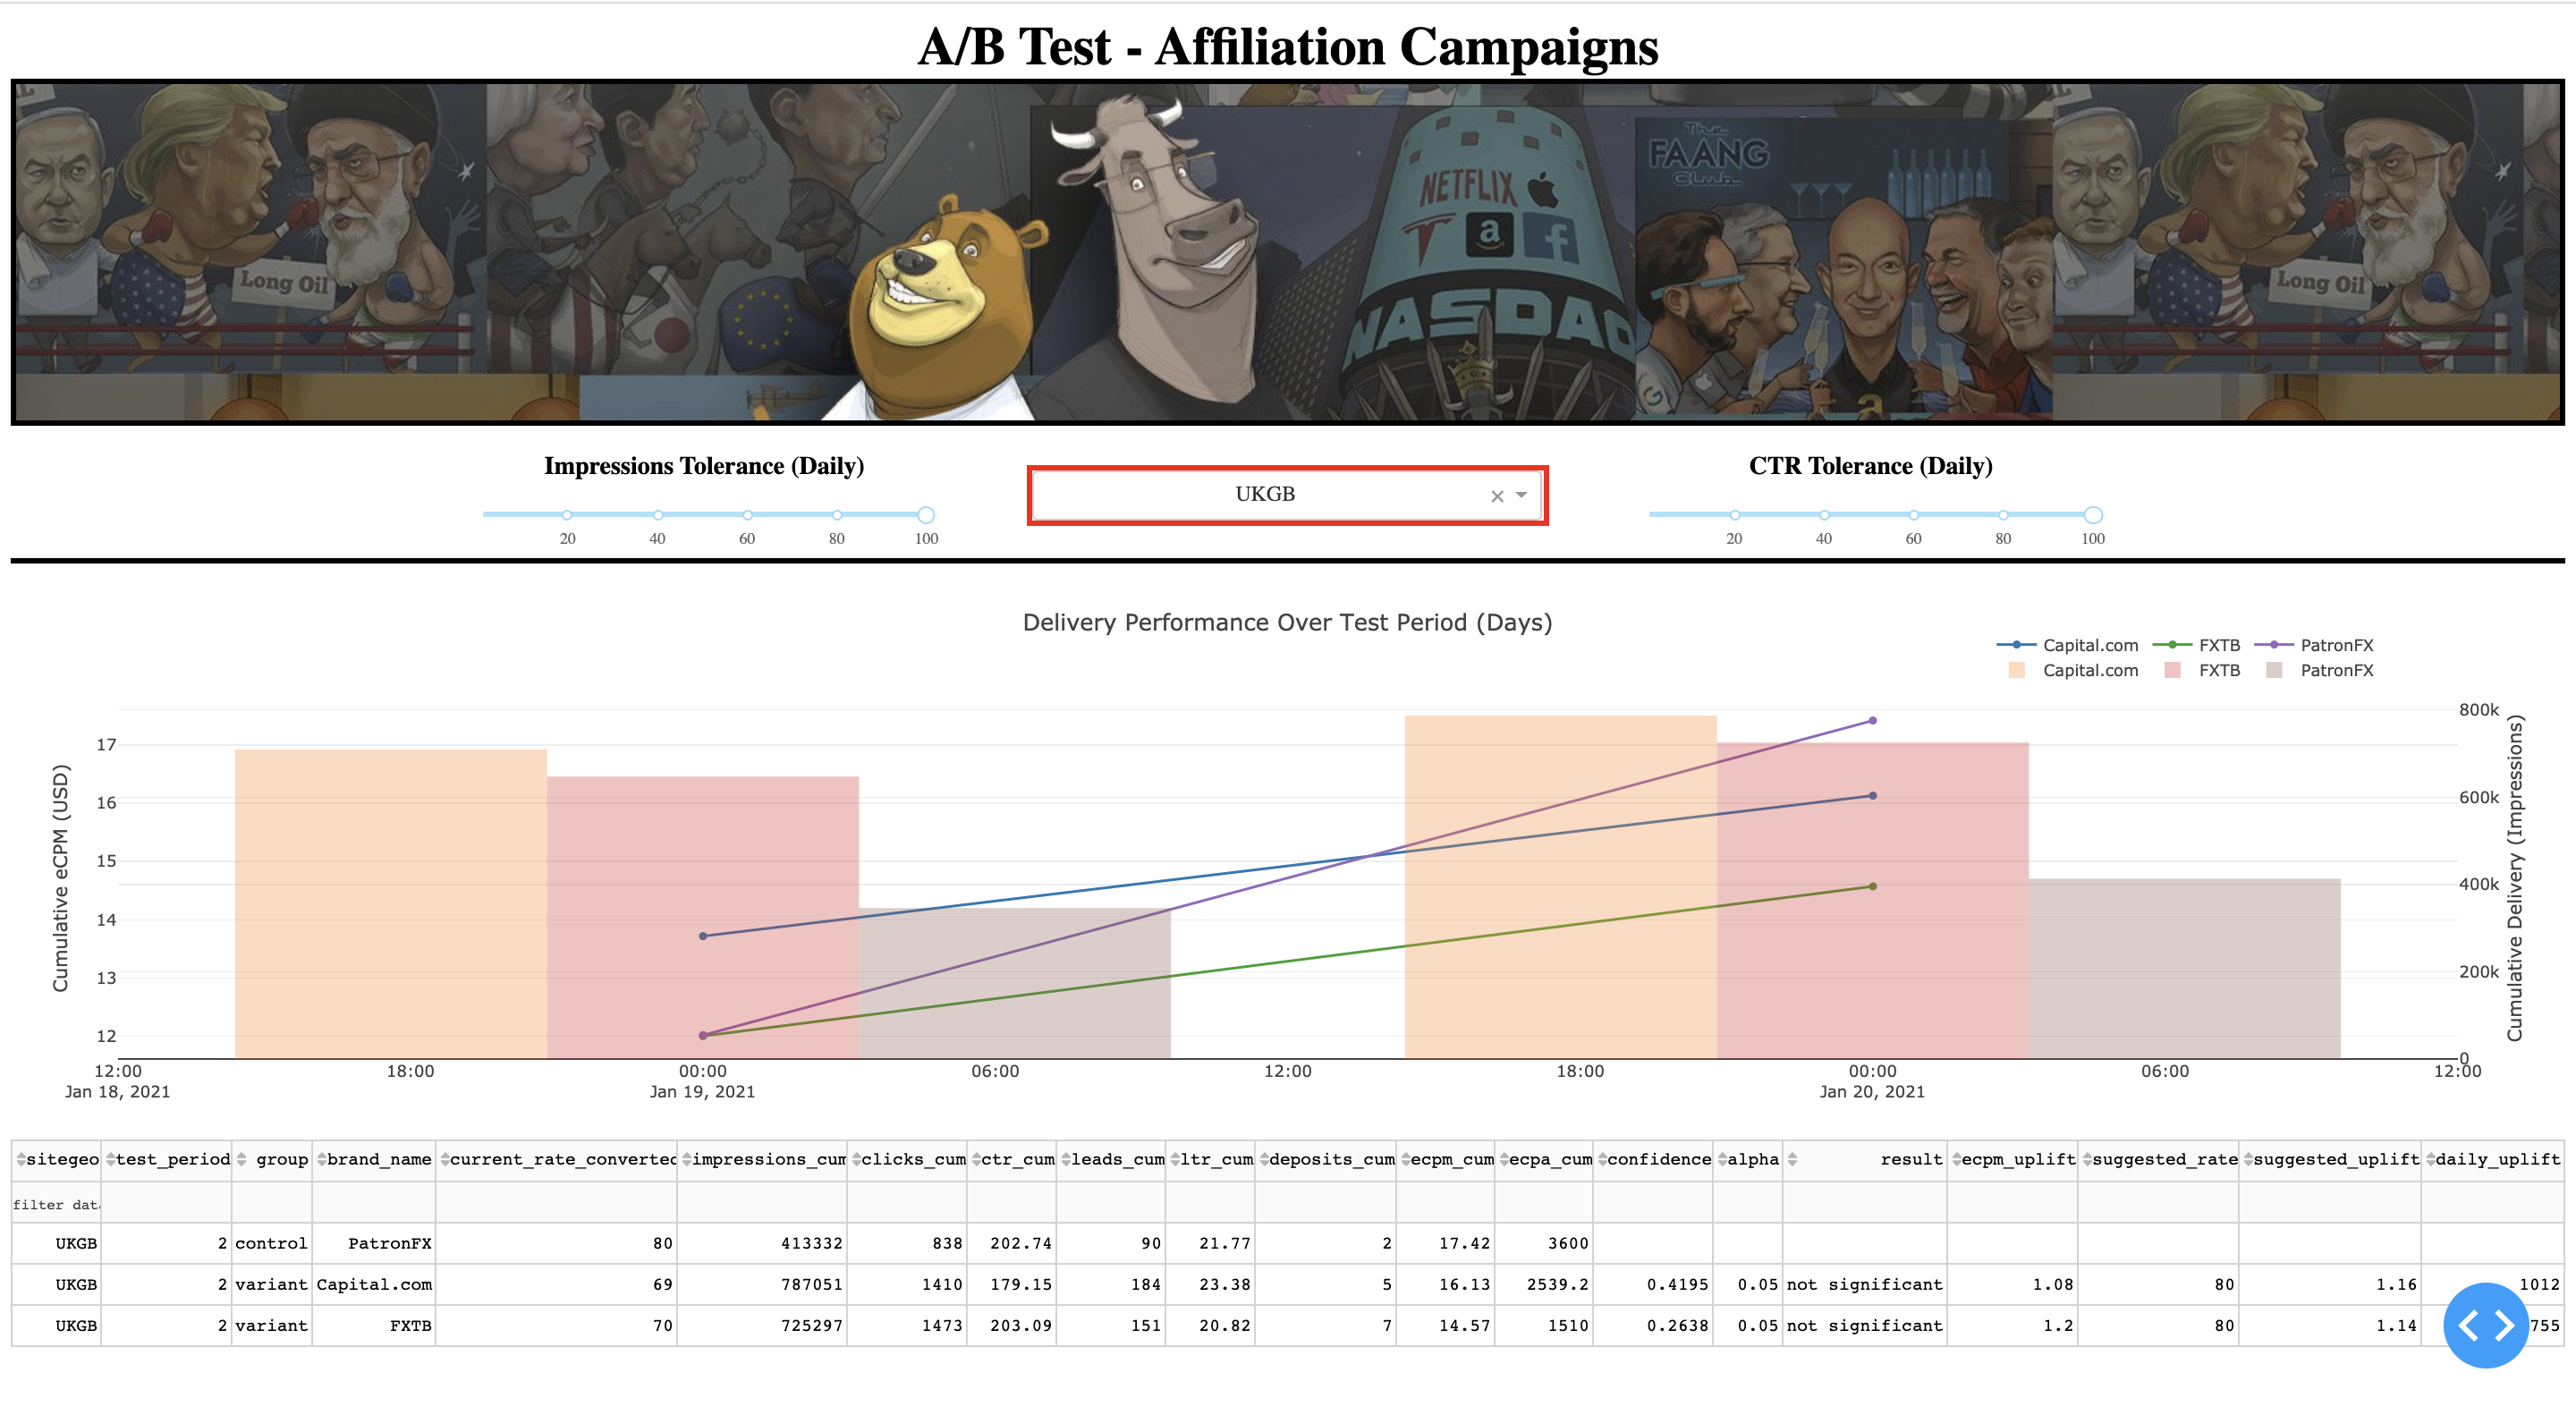 A/B Test - Affiliation Campaigns
Long Oil
NETFLIX
a
f
NASDAQ
The
FAANG
Club
G
a
Long Oil
Impressions Tolerance (Daily)
20 40 60 80 100
UKGB
CTR Tolerance (Daily)
20 40 60 80 100
Delivery Performance Over Test Period (Days)
Capital.com FXTB PatronFX
Capital.com FXTB PatronFX
Cumulative eCPM (USD)
17
16
15
14
13
12
800k
600k
400k
200k
0
Cumulative Delivery (Impressions)
12:00 18:00 00:00 06:00 12:00 18:00 00:00 06:00 12:00
Jan 18, 2021 Jan 19, 2021 Jan 20, 2021
sitegeo test_period group brand_name current_rate_converted impressions_cum clicks_cum ctr_cum leads_cum ltr_cum deposits_cum ecpm_cum ecpa_cum confidence alpha result ecpm_uplift suggested_rate suggested_uplift daily_uplift
filter data
UKGB 2 control PatronFX 80 413332 838 202.74 90 21.77 2 17.42 3600
UKGB 2 variant Capital.com 69 787051 1410 179.15 184 23.38 5 16.13 2539.2 0.4195 0.05 not significant 1.08 80 1.16 1012
UKGB 2 variant FXTB 70 725297 1473 203.09 151 20.82 7 14.57 1510 0.2638 0.05 not significant 1.2 80 1.14 755